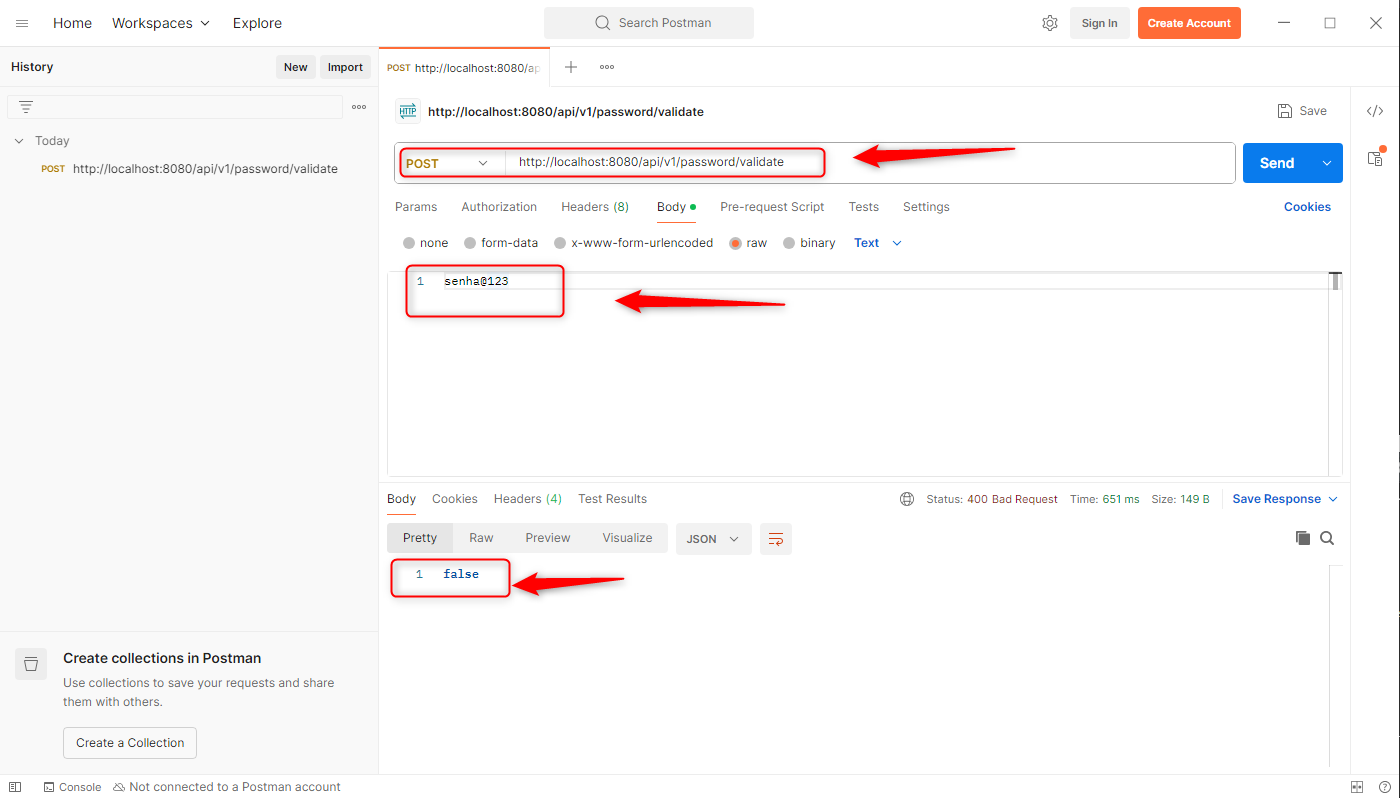 Home Workspaces Explore Search Postman Sign In Create Account
History New Import POST http://localhost:8080/ap
http://localhost:8080/api/v1/password/validate Save
Today
POST http://localhost:8080/api/v1/password/validate
POST http://localhost:8080/api/v1/password/validate Send
Params Authorization Headers (8) Body Pre-request Script Tests Settings Cookies
none form-data x-www-form-urlencoded raw binary Text
1 senha@123
Body Cookies Headers (4) Test Results Status: 400 Bad Request Time: 651 ms Size: 149 B Save Response
Pretty Raw Preview Visualize JSON
1 false
Create collections in Postman
Use collections to save your requests and share
them with others.
Create a Collection
Console Not connected to a Postman account